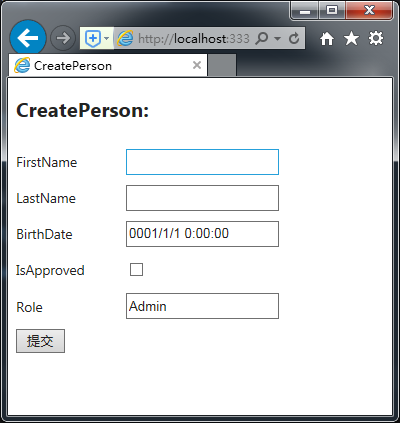 http://localhost:333
CreatePerson
CreatePerson:
FirstName
LastName
BirthDate 0001/1/1 0:00:00
IsApproved
Role Admin
提交